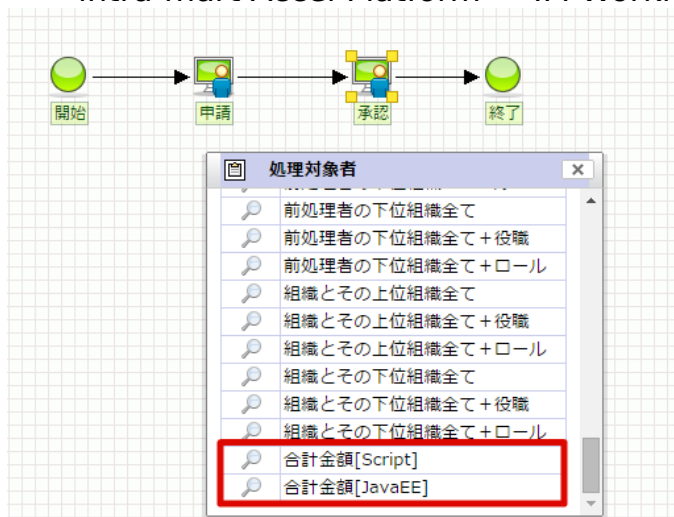 開始
申請
承認
終了
処理対象者
前処理者の下位組織全て
前処理者の下位組織全て+役職
前処理者の下位組織全て+ロール
組織とその上位組織全て
組織とその上位組織全て+役職
組織とその上位組織全て+ロール
組織とその下位組織全て
組織とその下位組織全て+役職
組織とその下位組織全て+ロール
合計金額[Script]
合計金額[JavaEE]